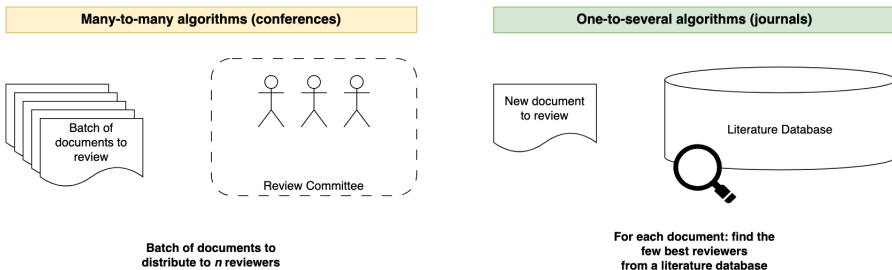 Many-to-many algorithms (conferences)
Batch of
documents to
review
Review Committee
Batch of documents to
distribute to n reviewers
One-to-several algorithms (journals)
New document
to review
Literature Database
For each document: find the
few best reviewers
from a literature database